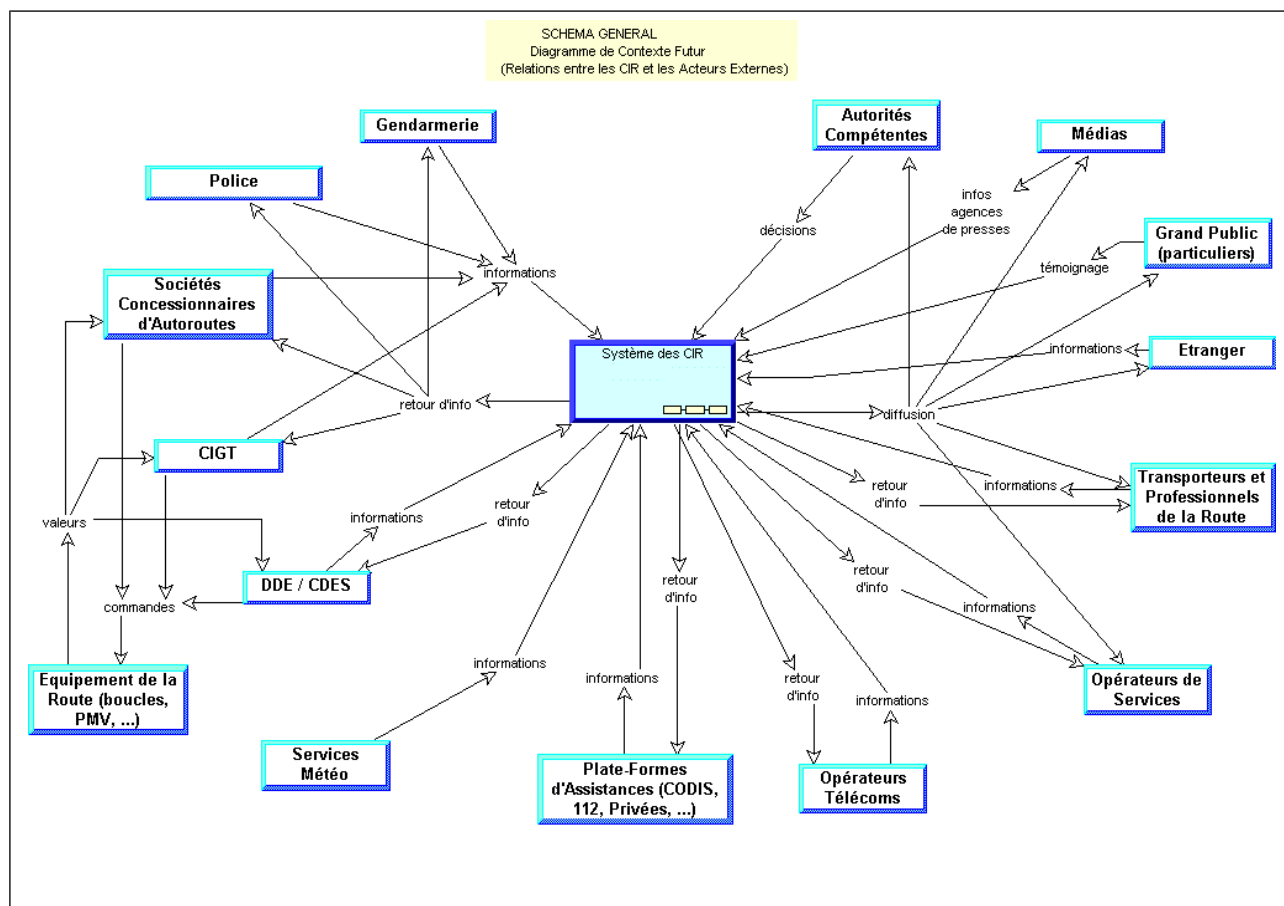 SCHEMA GENERAL
Diagramme de Contexte Futur
(Relations entre les CIR et les Acteurs Externes)
Gendarmerie
Autorités
Compétentes
Médias
Police
infos
agences
de presses
décisions
Grand Public
(particuliers)
témoignage
informations
Sociétés
Concessionnaires
d'Autoroutes
Système des CIR
informations
Etranger
retour d'info
diffusion
CIGT
retour
d'info
informations
Transporteurs et
Professionnels
de la Route
valeurs
informations
retour
d'info
DDE / CDES
retour
d'info
retour
d'info
commandes
informations
informations
Equipement de la
Route (boucles,
PMV, ...)
informations
retour
d'info
informations
Opérateurs de
Services
Services
Météo
Plate-Formes
d'Assistances (CODIS,
112, Privées, ...)
Opérateurs
Télécoms